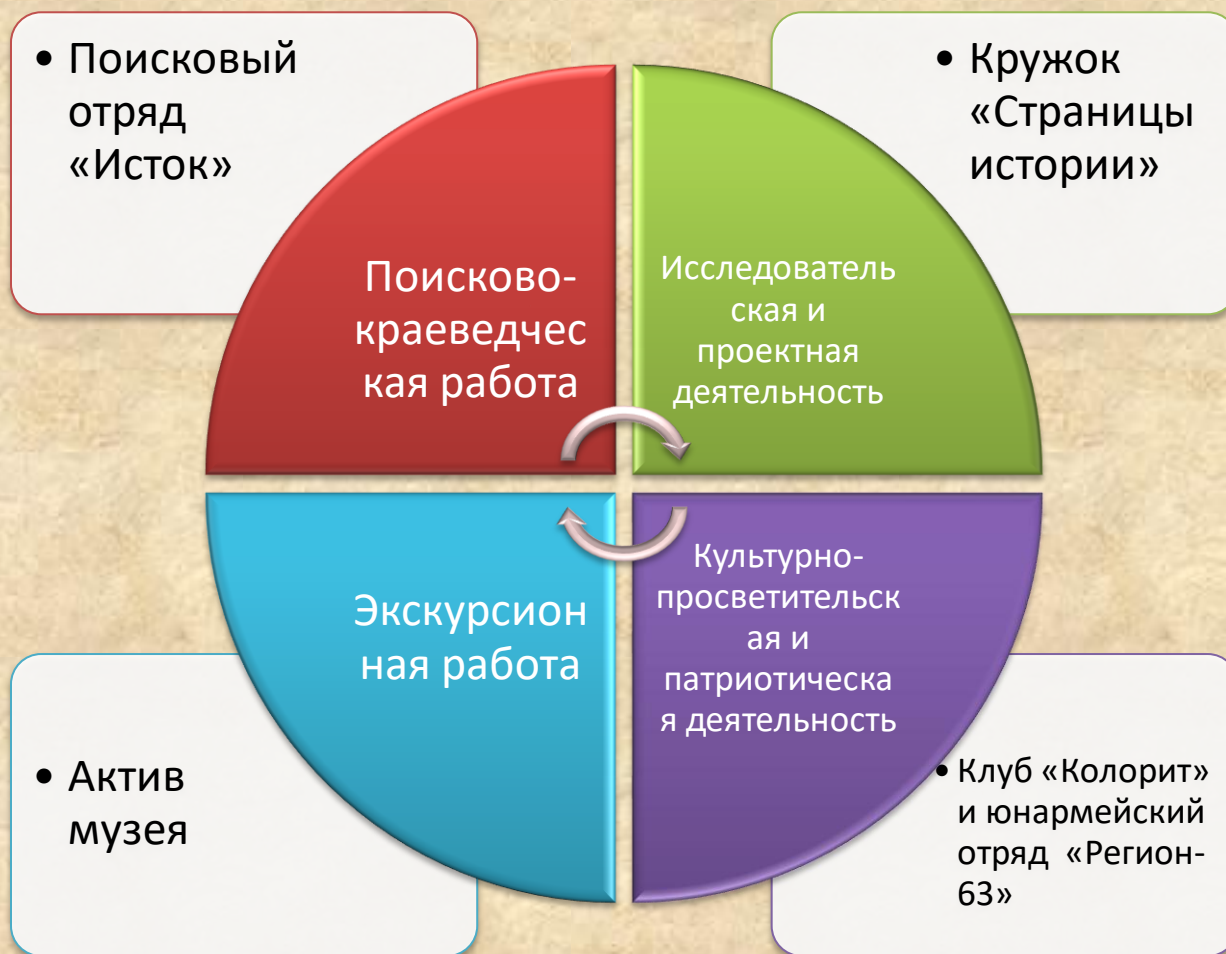 • Поисковый
отряд
«Исток»
• Кружок
«Страницы
истории»
Поисково-
краеведчес
кая работа
Исследователь
ская и
проектная
деятельность
Экскурсион
ная работа
Культурно-
просветительск
ая и
патриотическа
я деятельность
• Актив
музея
• Клуб «Колорит»
и юнармейский
отряд «Регион-
63»